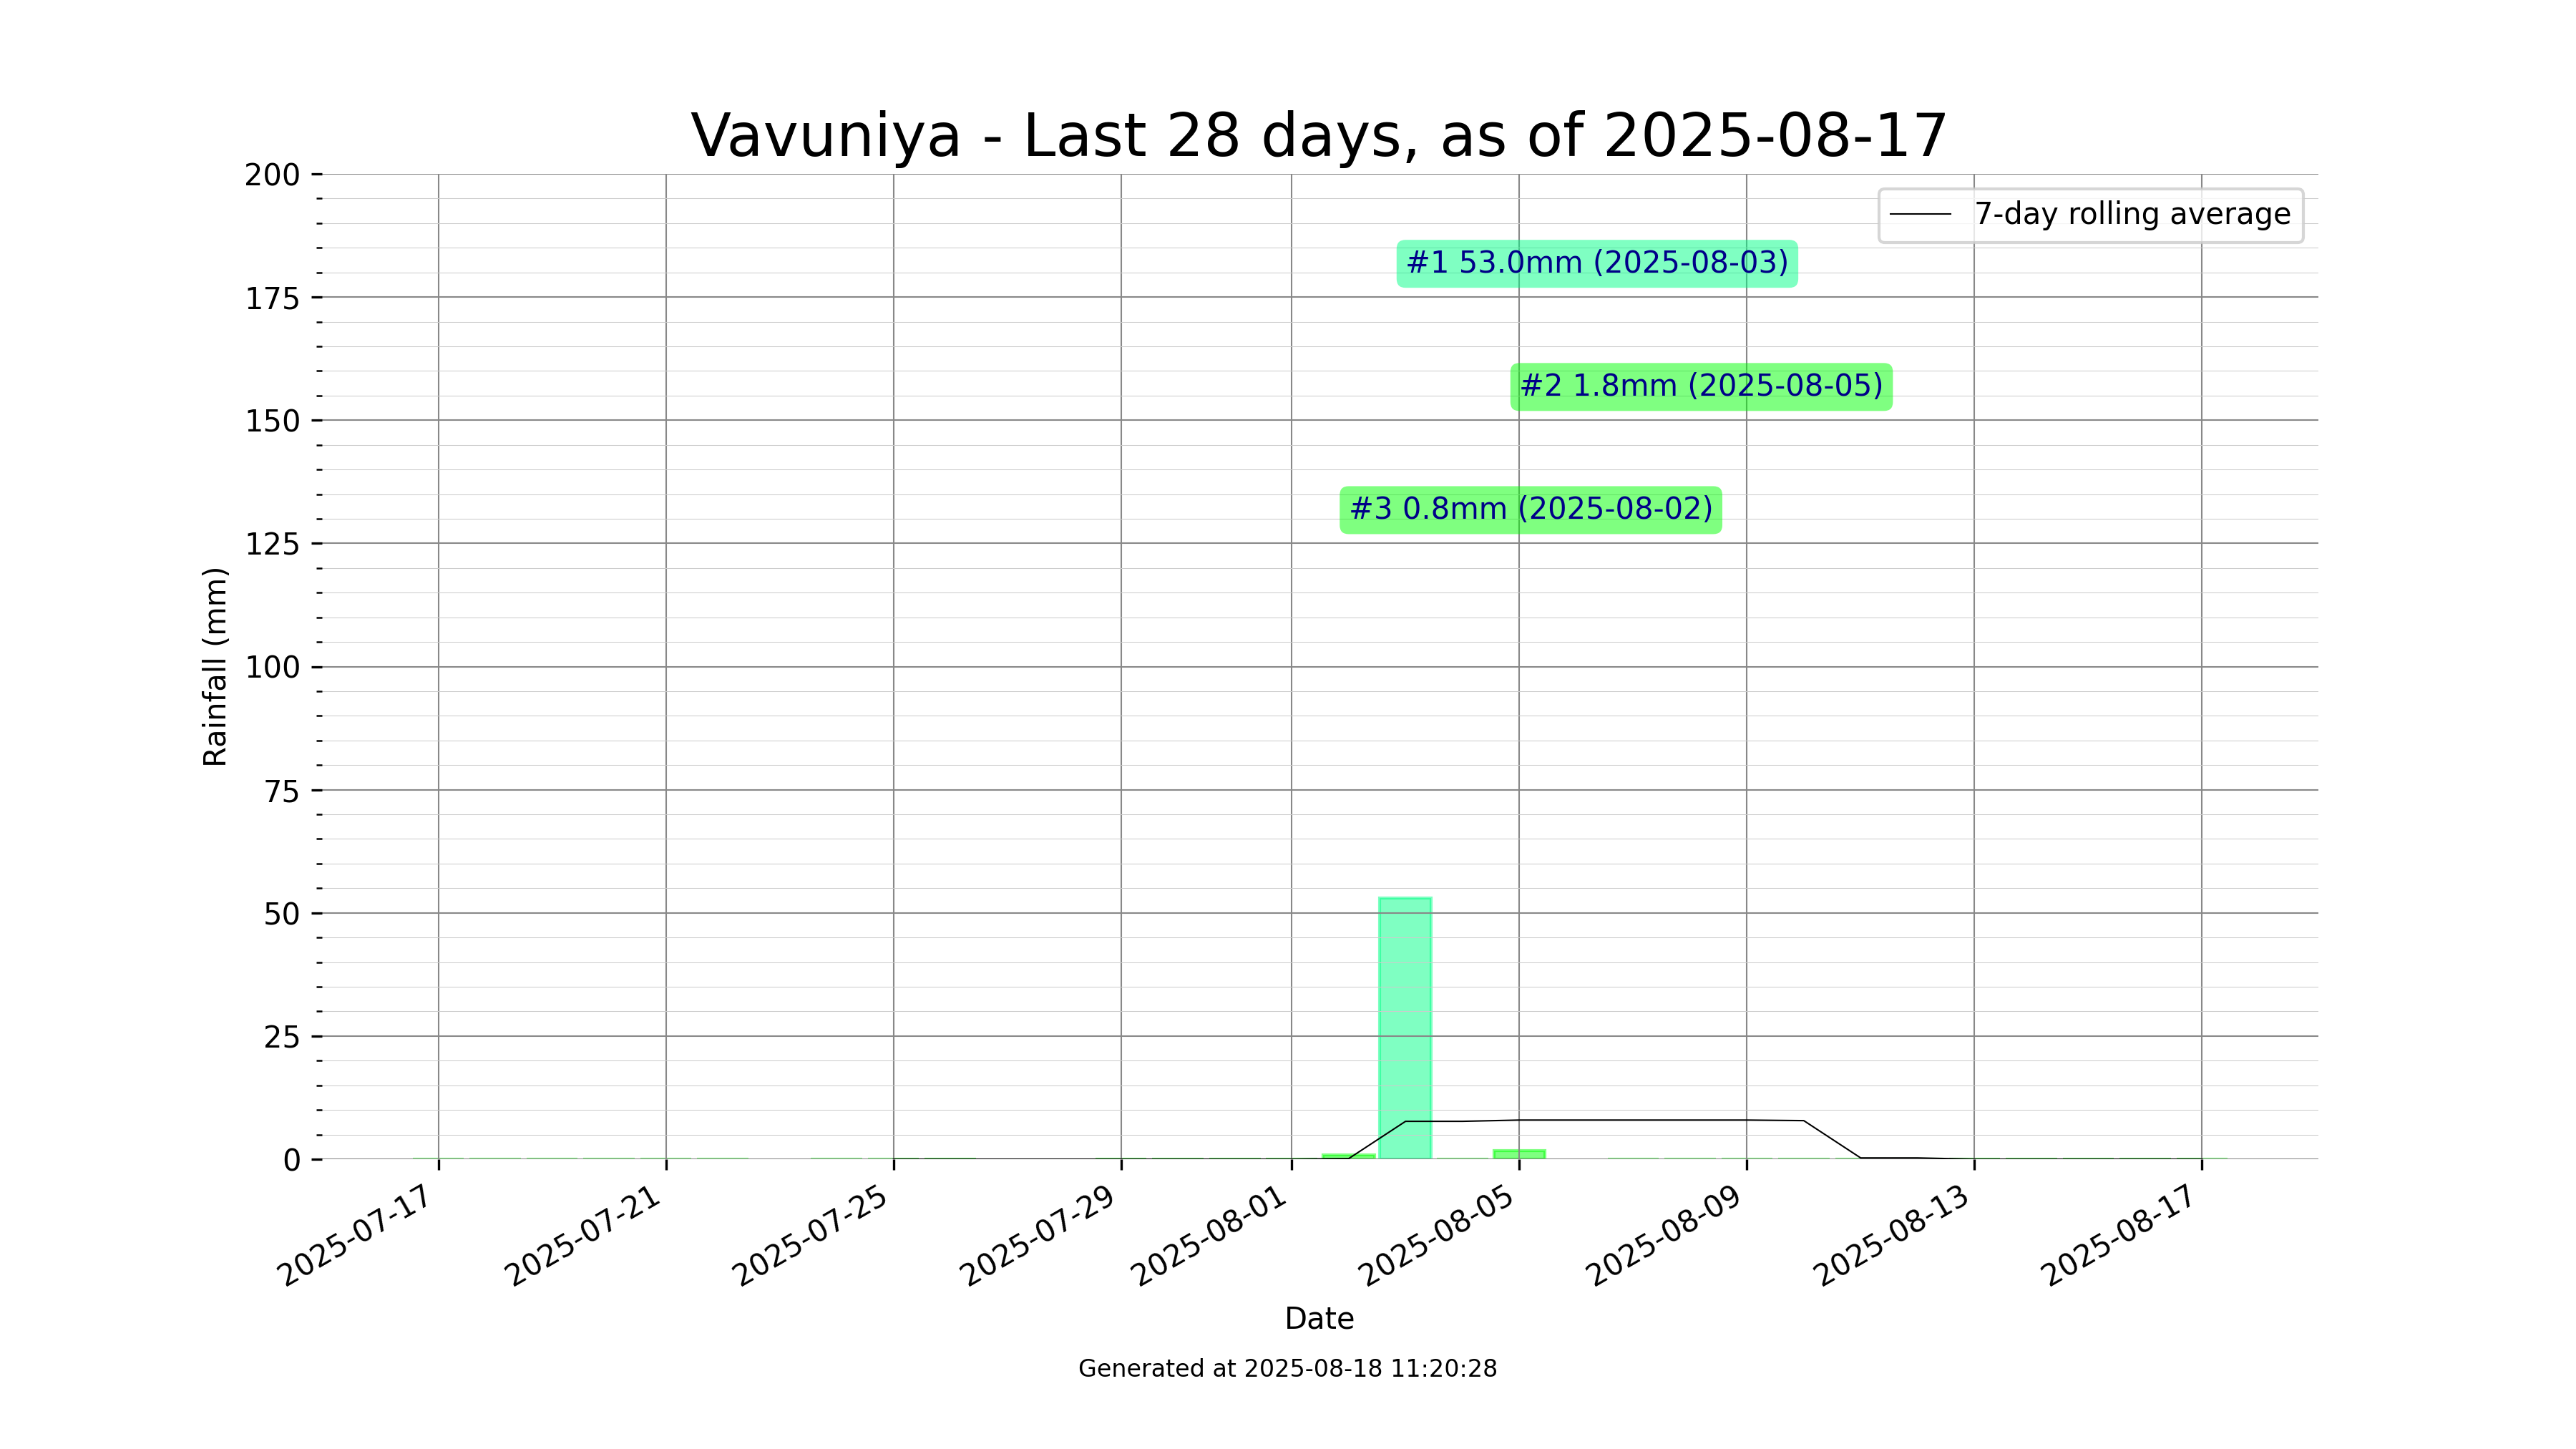 Vavuniya - Last 28 days, as of 2025-08-17
7-day rolling average
#1 53.0mm (2025-08-03)
#2 1.8mm (2025-08-05)
#3 0.8mm (2025-08-02)
Rainfall (mm)
200
175
150
125
100
75
50
25
0
2025-07-17
2025-07-21
2025-07-25
2025-07-29
2025-08-01
2025-08-05
2025-08-09
2025-08-13
2025-08-17
Date
Generated at 2025-08-18 11:20:28